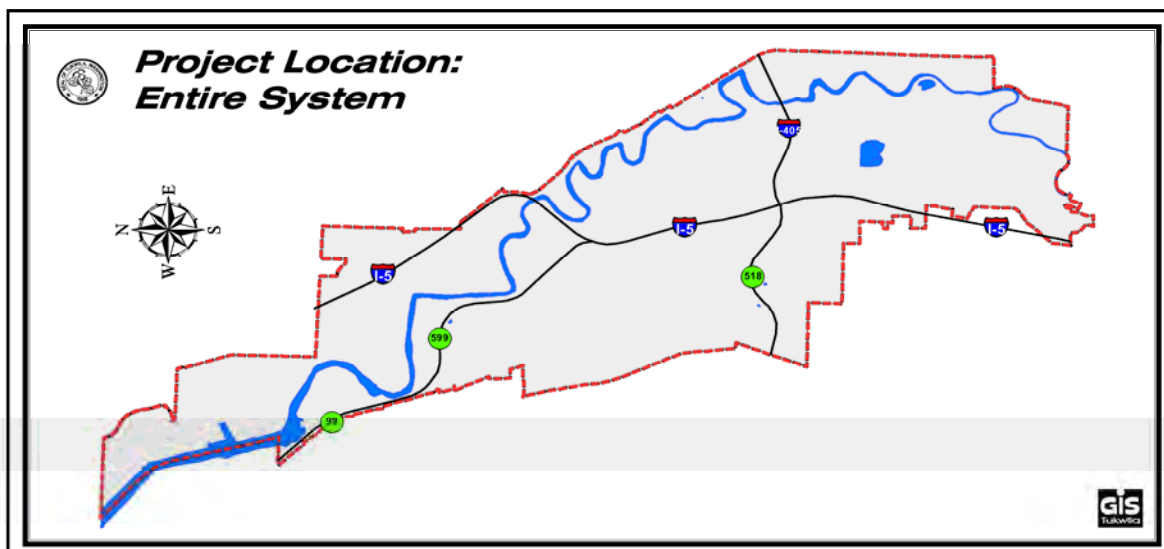 Project Location:
Entire System
E
N
S
W
I-405
I-5
I-5
I-5
518
599
99
GIS
Tukwila